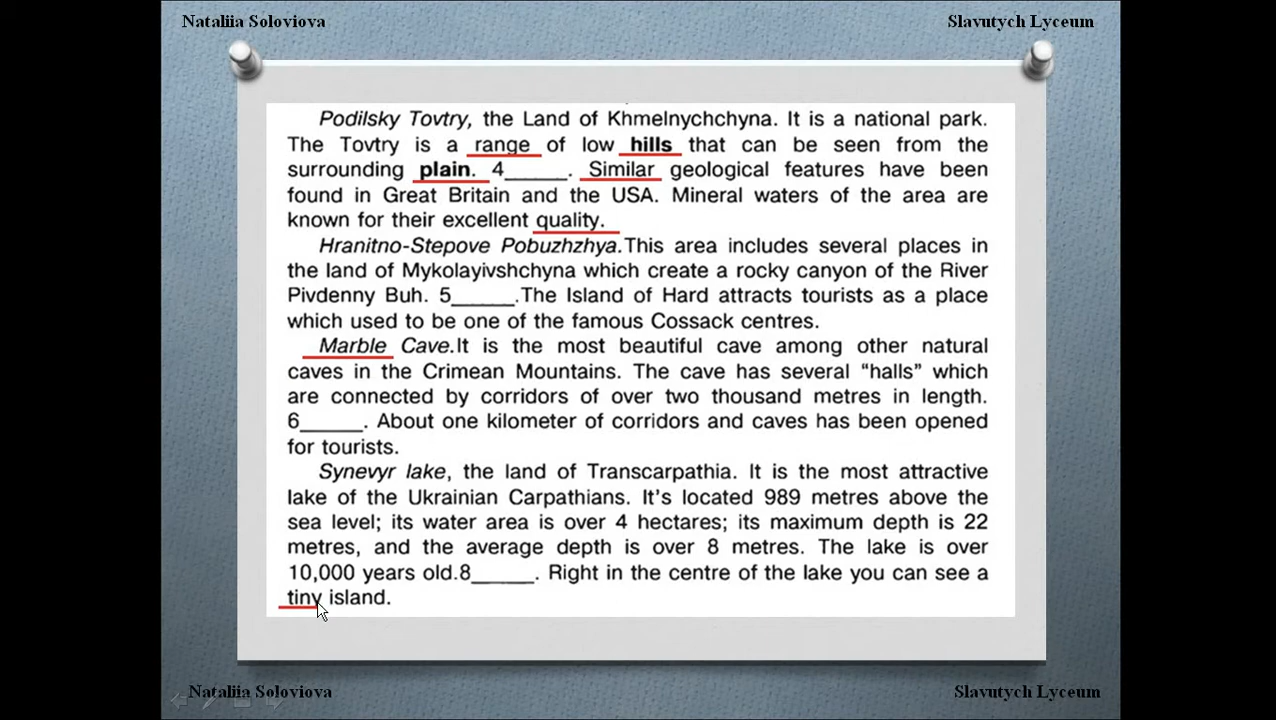 Nataliia Soloviova
Slavutych Lyceum
Podilsky Tovtry, the Land of Khmelnychchyna. It is a national park.
The Tovtry is a range of low hills that can be seen from the
surrounding plain. 4______. Similar geological features have been
found in Great Britain and the USA. Mineral waters of the area are
known for their excellent quality.
Hranitno-Stepove Pobuzhzhya.This area includes several places in
the land of Mykolayivshchyna which create a rocky canyon of the River
Pivdenny Buh. 5______.The Island of Hard attracts tourists as a place
which used to be one of the famous Cossack centres.
Marble Cave.It is the most beautiful cave among other natural
caves in the Crimean Mountains. The cave has several “halls” which
are connected by corridors of over two thousand metres in length.
6______. About one kilometer of corridors and caves has been opened
for tourists.
Synevyr lake, the land of Transcarpathia. It is the most attractive
lake of the Ukrainian Carpathians. It’s located 989 metres above the
sea level; its water area is over 4 hectares; its maximum depth is 22
metres, and the average depth is over 8 metres. The lake is over
10,000 years old.8______. Right in the centre of the lake you can see a
tiny island.
Nataliia Soloviova
Slavutych Lyceum